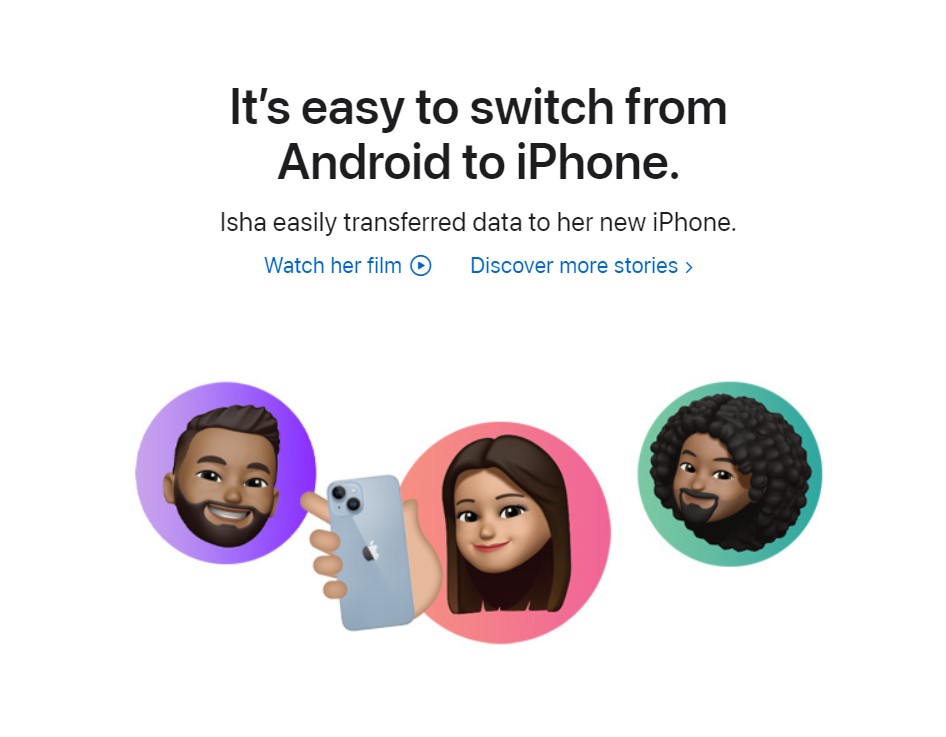 It’s easy to switch from
Android to iPhone.
Isha easily transferred data to her new iPhone.
Watch her film
Discover more stories >